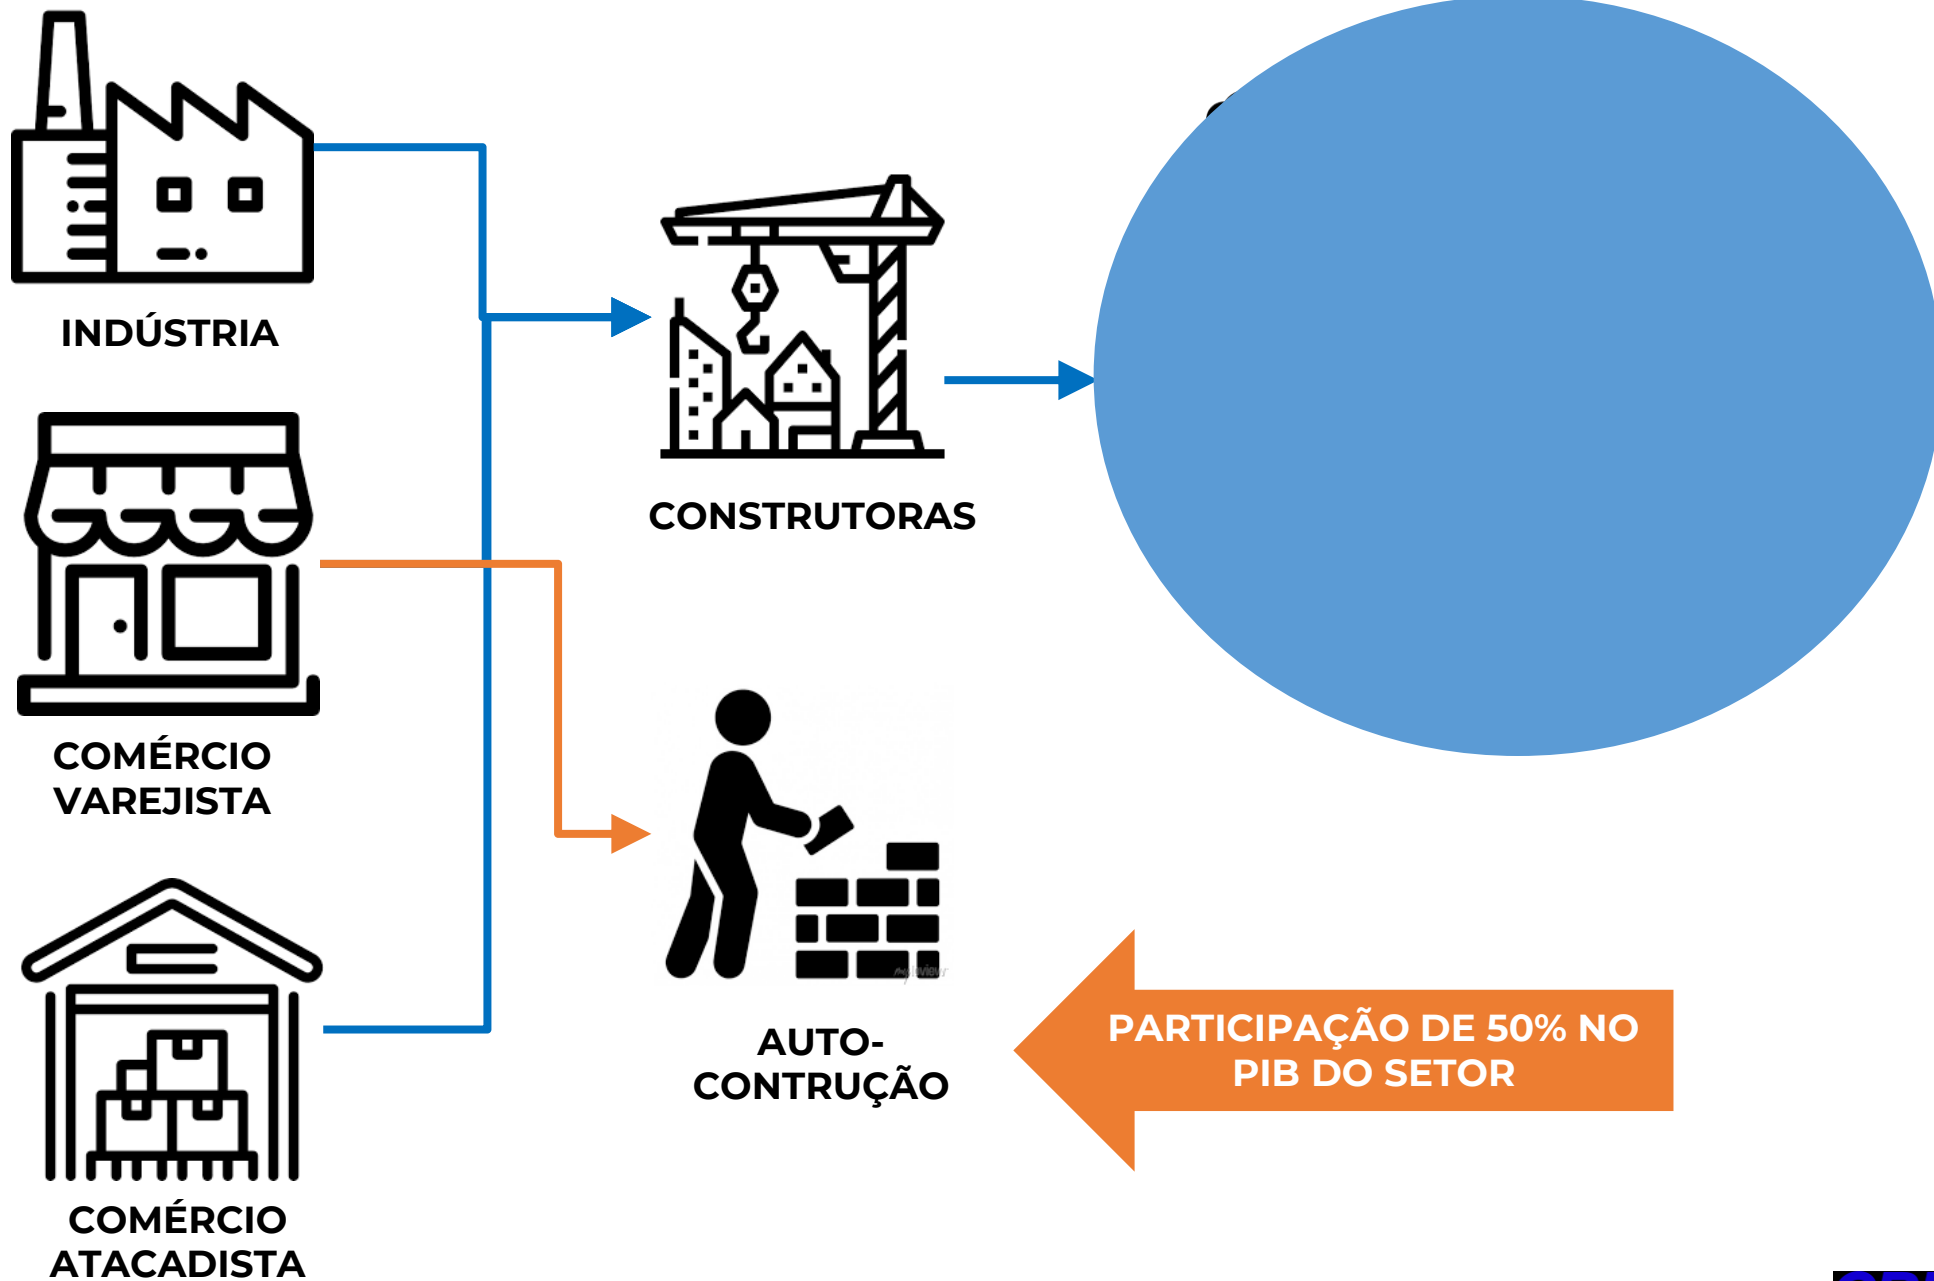 INDÚSTRIA
CONSTRUTORAS
COMÉRCIO
VAREJISTA
AUTO-
CONTRUÇÃO
PARTICIPAÇÃO DE 50% NO
PIB DO SETOR
COMÉRCIO
ATACADISTA